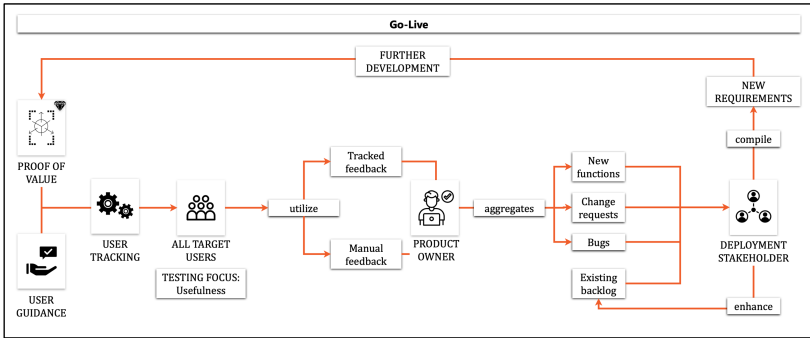 Go-Live
FURTHER
DEVELOPMENT
NEW
REQUIREMENTS
compile
PROOF OF
VALUE
USER
GUIDANCE
USER
TRACKING
ALL TARGET
USERS
TESTING FOCUS:
Usefulness
utilize
Tracked
feedback
Manual
feedback
PRODUCT
OWNER
aggregates
New
functions
Change
requests
Bugs
Existing
backlog
DEPLOYMENT
STAKEHOLDER
enhance